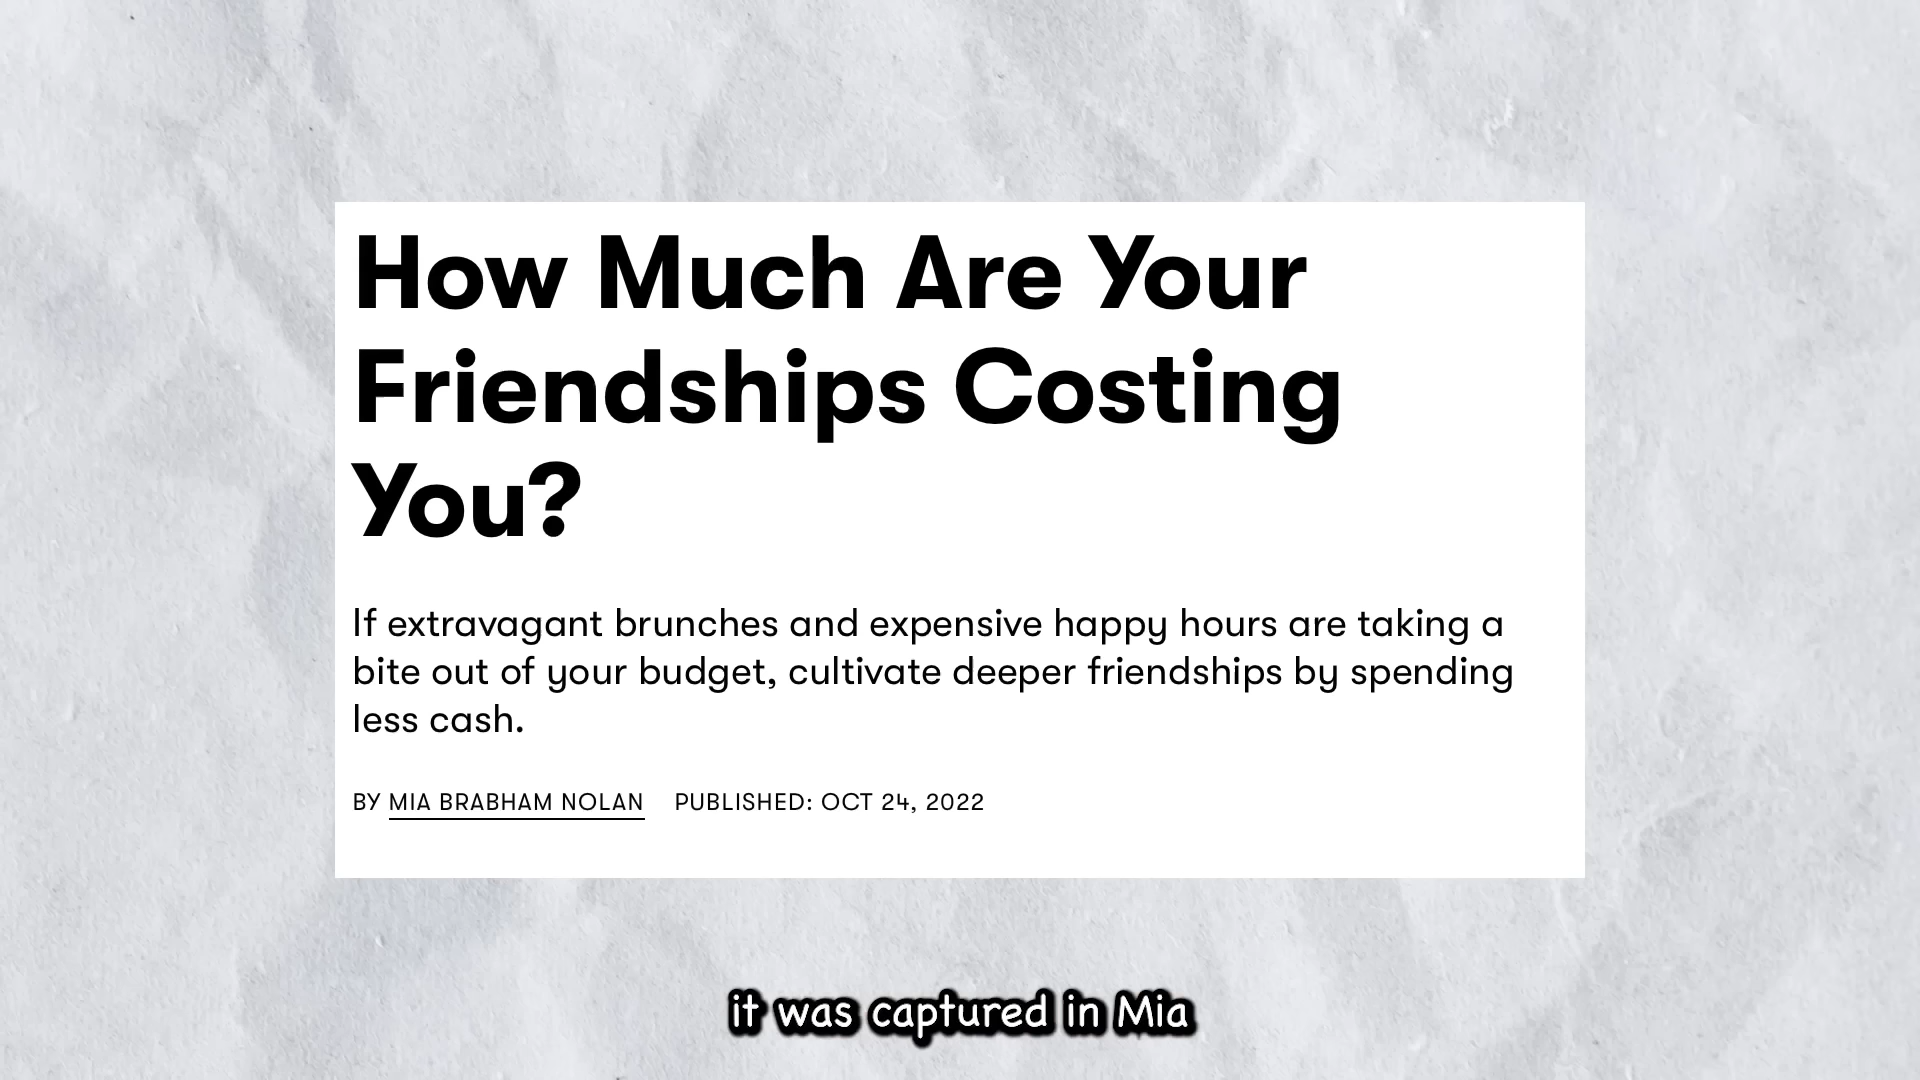 How Much Are Your
Friendships Costing
You?
If extravagant brunches and expensive happy hours are taking a
bite out of your budget, cultivate deeper friendships by spending
less cash.
BY MIA BRABHAM NOLAN PUBLISHED: OCT 24, 2022
it was captured in Mia